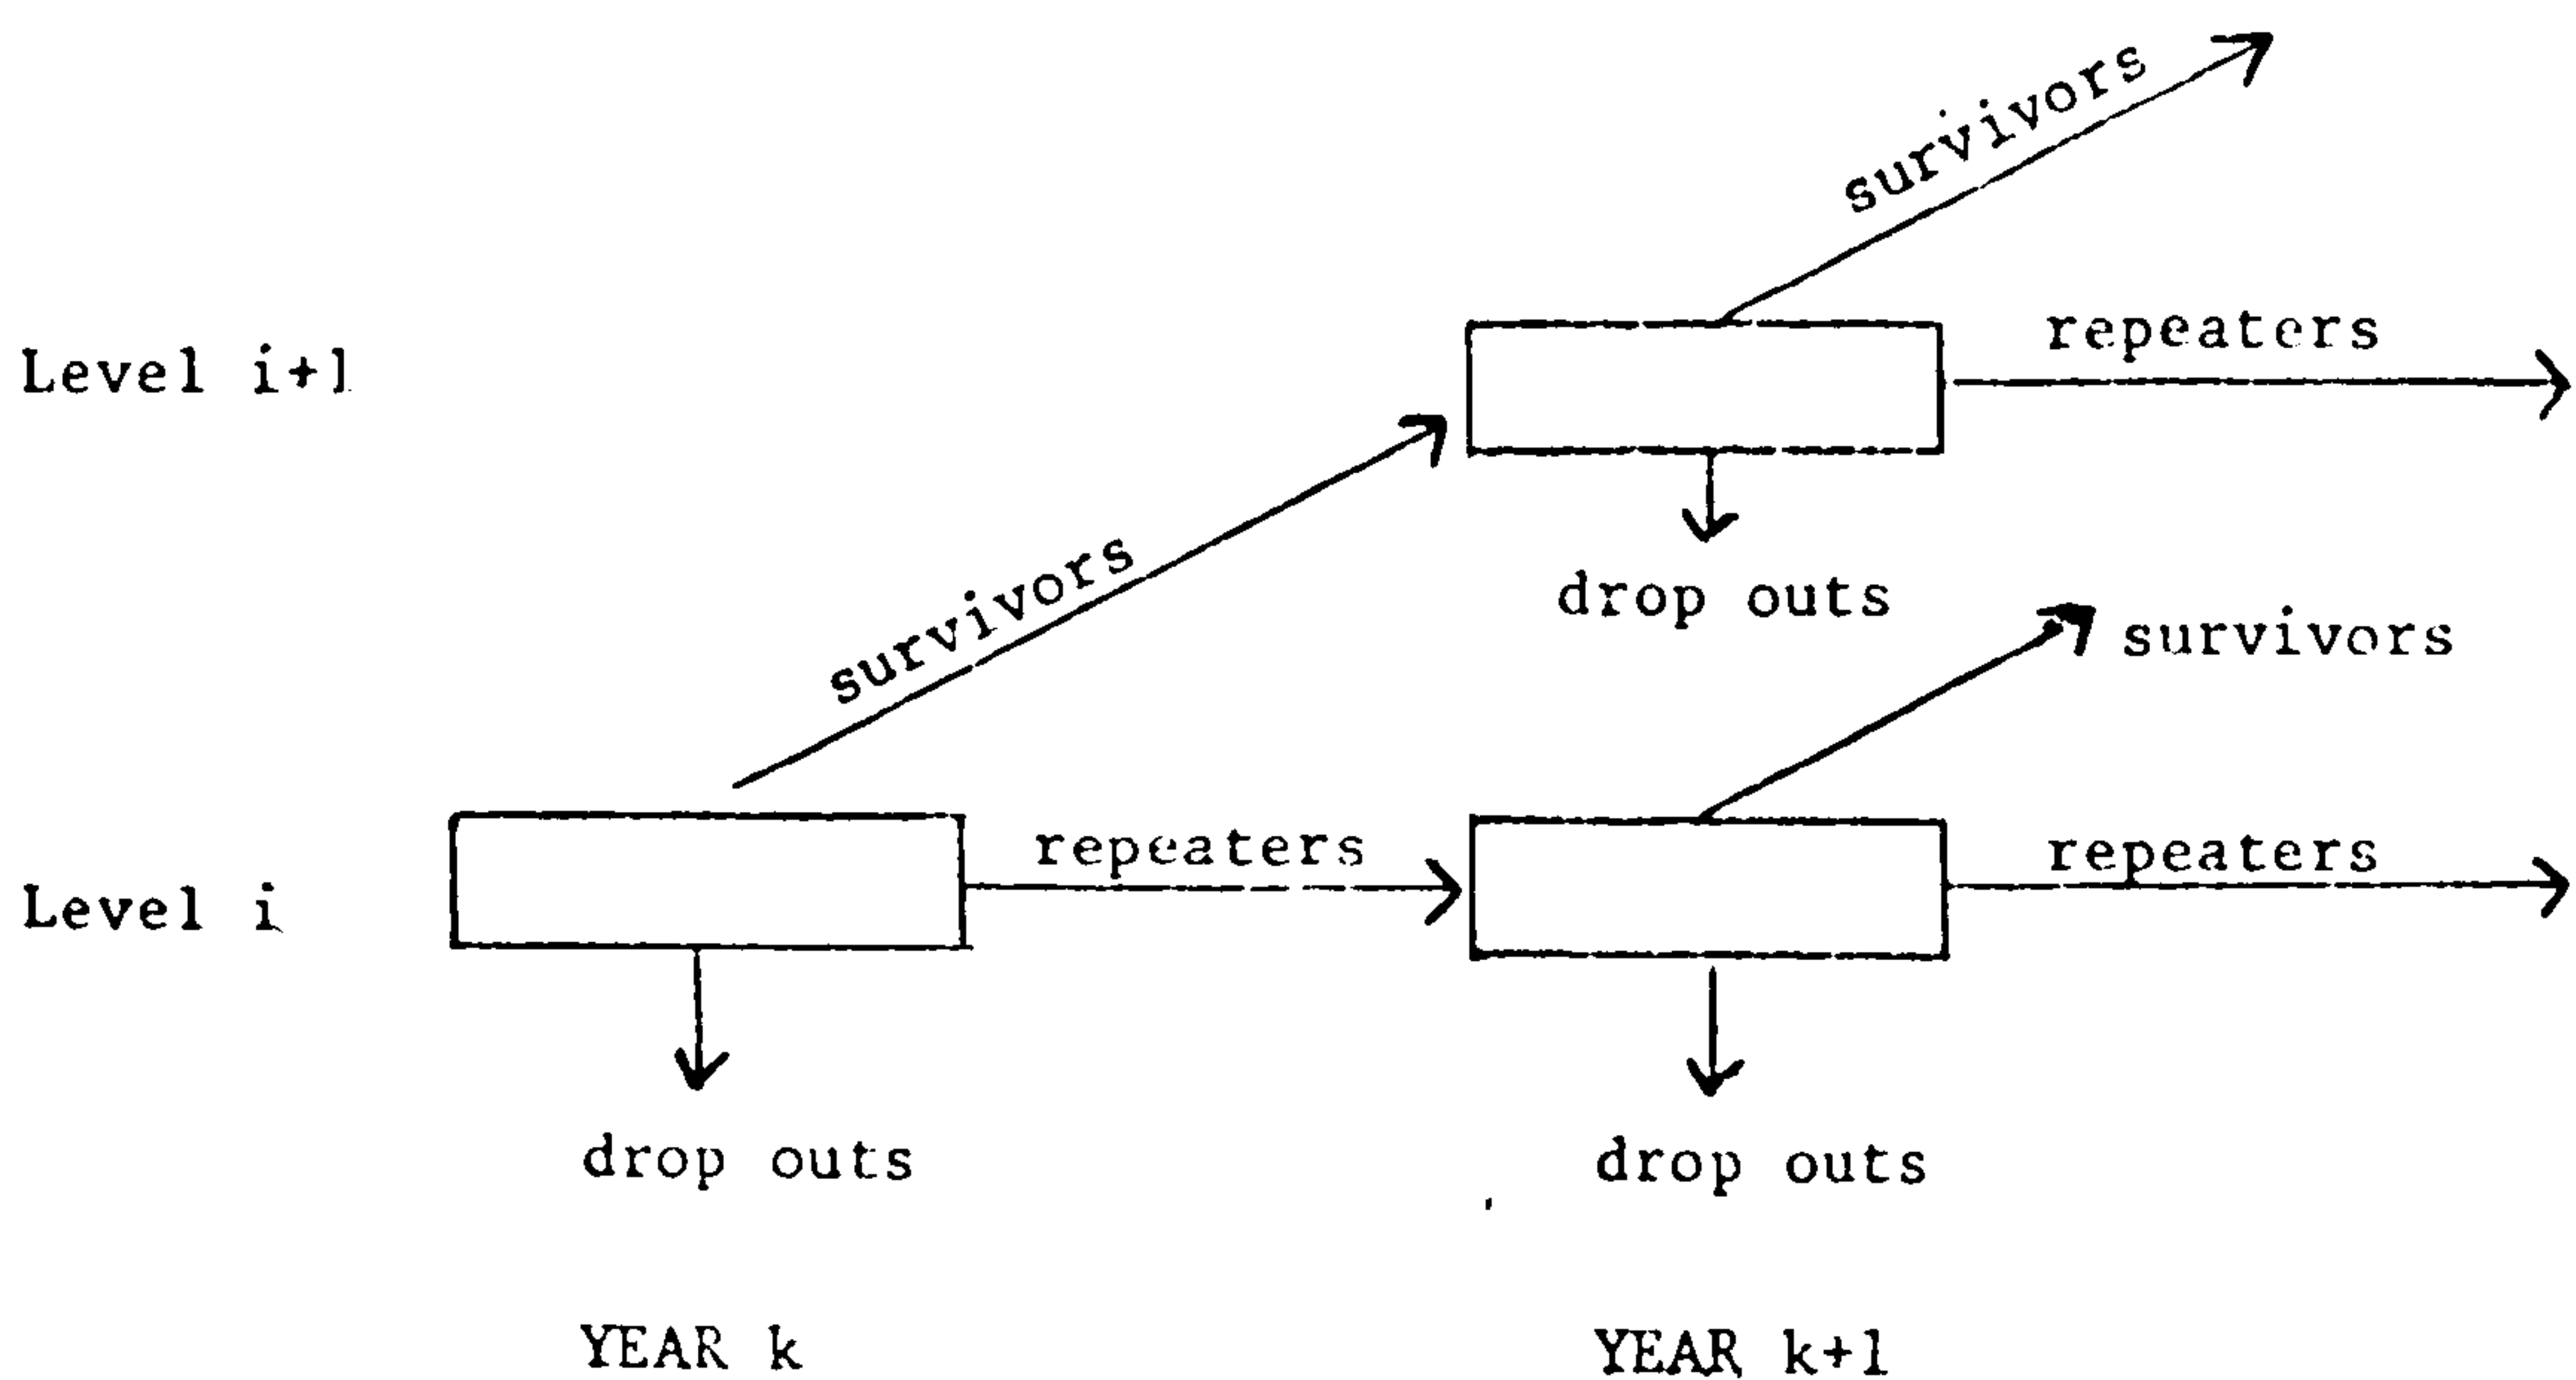 survivors
Level i+1
repeaters
survivors
drop outs
survivors
Level i
repeaters
repeaters
drop outs
drop outs
YEAR k
YEAR k+1